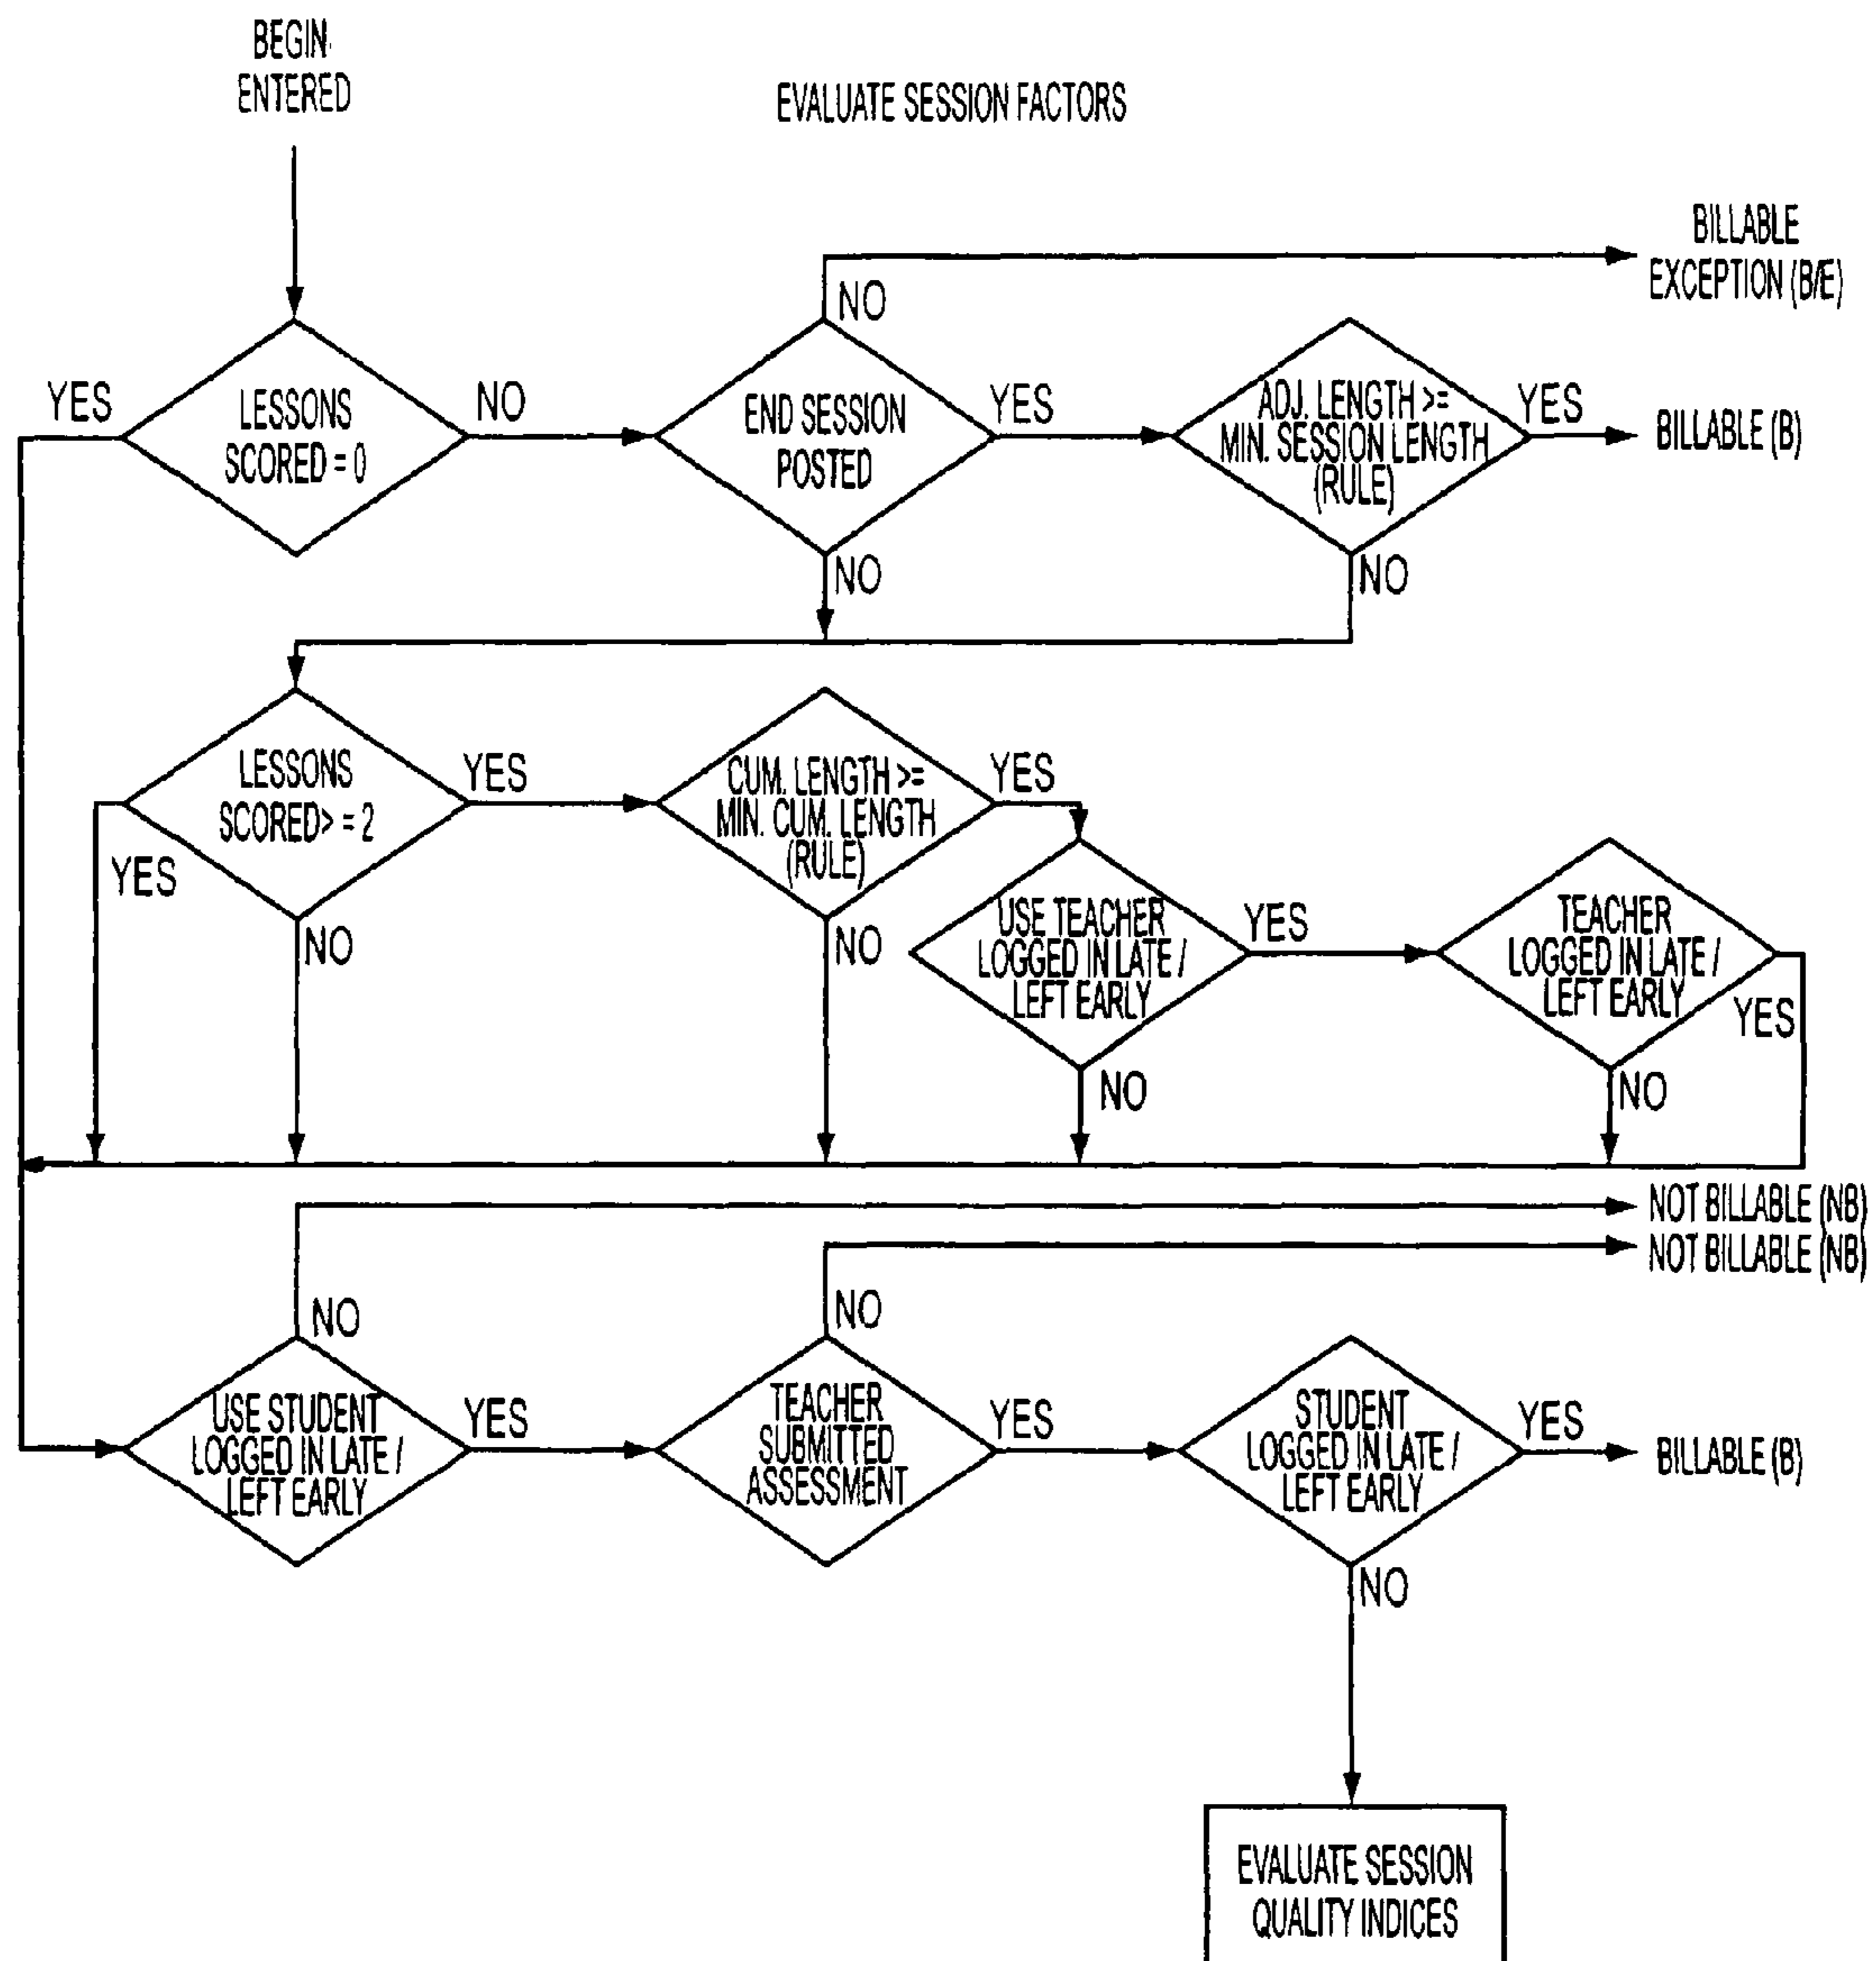 BEGIN
ENTERED
EVALUATE SESSION FACTORS
BILLABLE
EXCEPTION (B/E)
NO
YES
LESSONS
SCORED = 0
NO
END SESSION
POSTED
YES
ADJ. LENGTH >=
MIN. SESSION LENGTH
(RULE)
YES
BILLABLE (B)
NO
NO
LESSONS
SCORED> = 2
YES
CUM. LENGTH >=
MIN. CUM. LENGTH
(RULE)
YES
YES
NO
NO
USE TEACHER
LOGGED IN LATE /
LEFT EARLY
YES
TEACHER
LOGGED IN LATE /
LEFT EARLY
YES
NO
NO
NOT BILLABLE (NB)
NOT BILLABLE (NB)
NO
NO
USE STUDENT
LOGGED IN LATE /
LEFT EARLY
YES
TEACHER
SUBMITTED
ASSESSMENT
YES
STUDENT
LOGGED IN LATE /
LEFT EARLY
YES
BILLABLE (B)
NO
EVALUATE SESSION
QUALITY INDICES